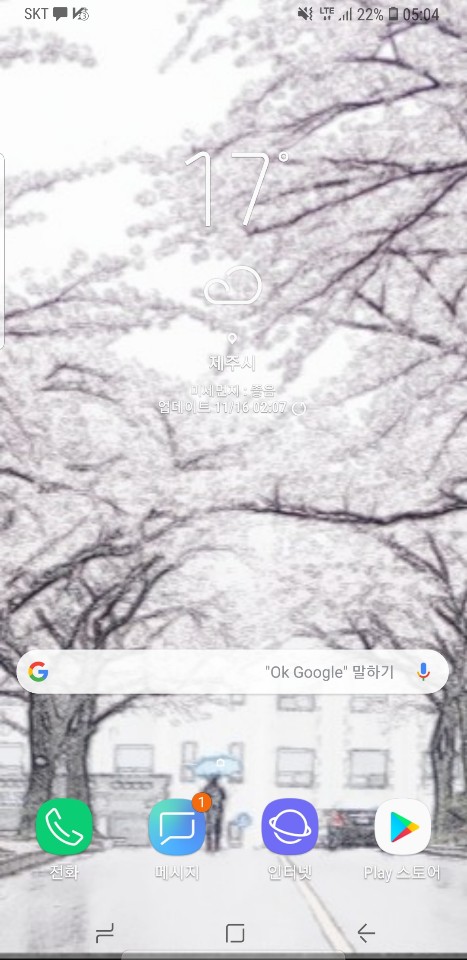 SKT
LTE 22% 05:04
17°
제주시
미세먼지 : 좋음
업데이트 11/16 02:07
"Ok Google" 말하기
1
전화
메시지
인터넷
Play 스토어